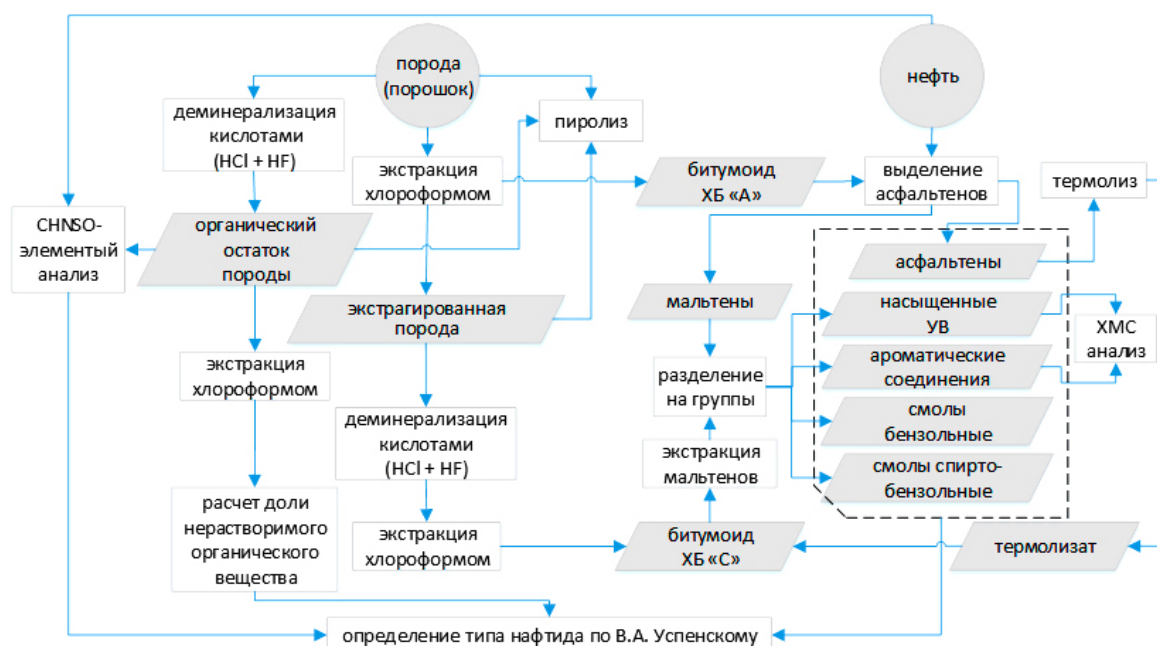 порода
(порошок)
нефть
деминерализация
кислотами
(HCl + HF)
пиролиз
экстракция
хлороформом
битумоид
ХБ «А»
выделение
асфальтенов
термолиз
CHNSO-
элементый
анализ
органический
остаток
породы
асфальтены
экстрагированная
порода
мальтены
насыщенные
УВ
ХМС
анализ
экстракция
хлороформом
разделение
на группы
ароматические
соединения
деминерализация
кислотами
(HCl + HF)
смолы
бензольные
экстракция
мальтенов
смолы спирто-
бензольные
расчет доли
нерастворимого
органического
вещества
экстракция
хлороформом
битумоид
ХБ «С»
термолизат
определение типа нафтида по В.А. Успенскому